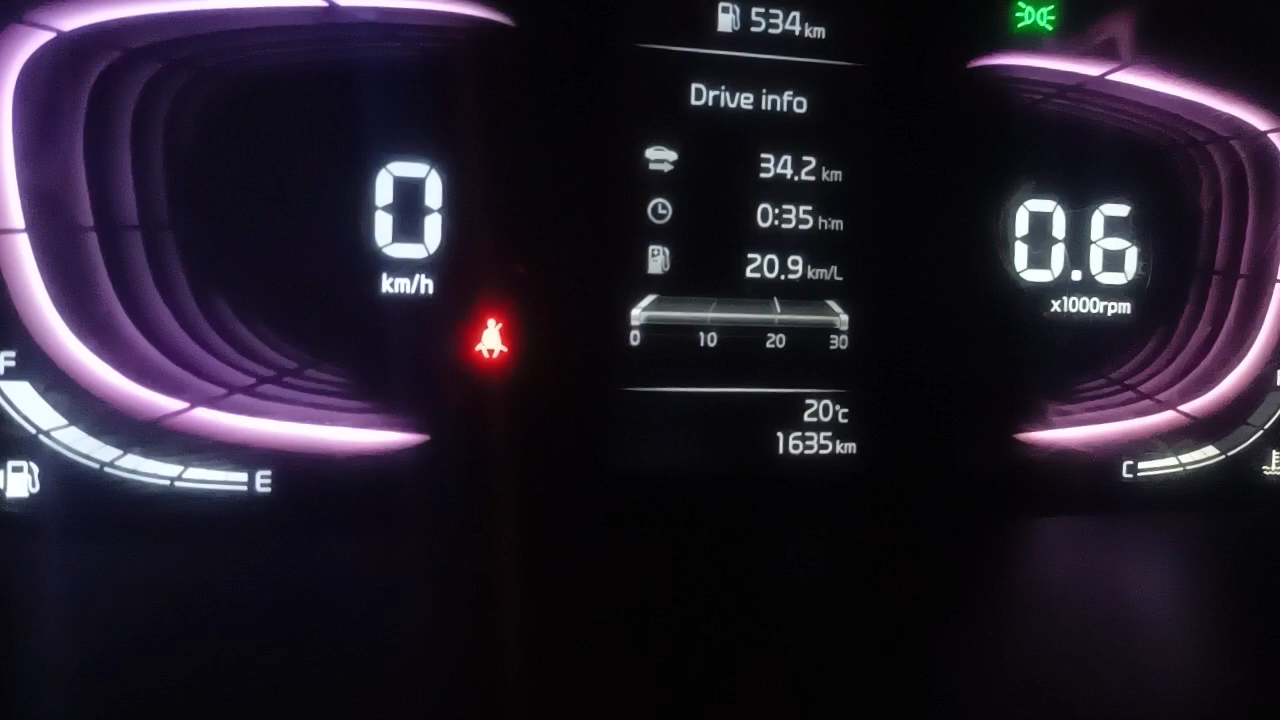 534 km
Drive info
34.2 km
0:35 h:m
20.9 km/L
0 10 20 30
20°C
1635 km
0
km/h
F
E
0.6
x1000rpm
C